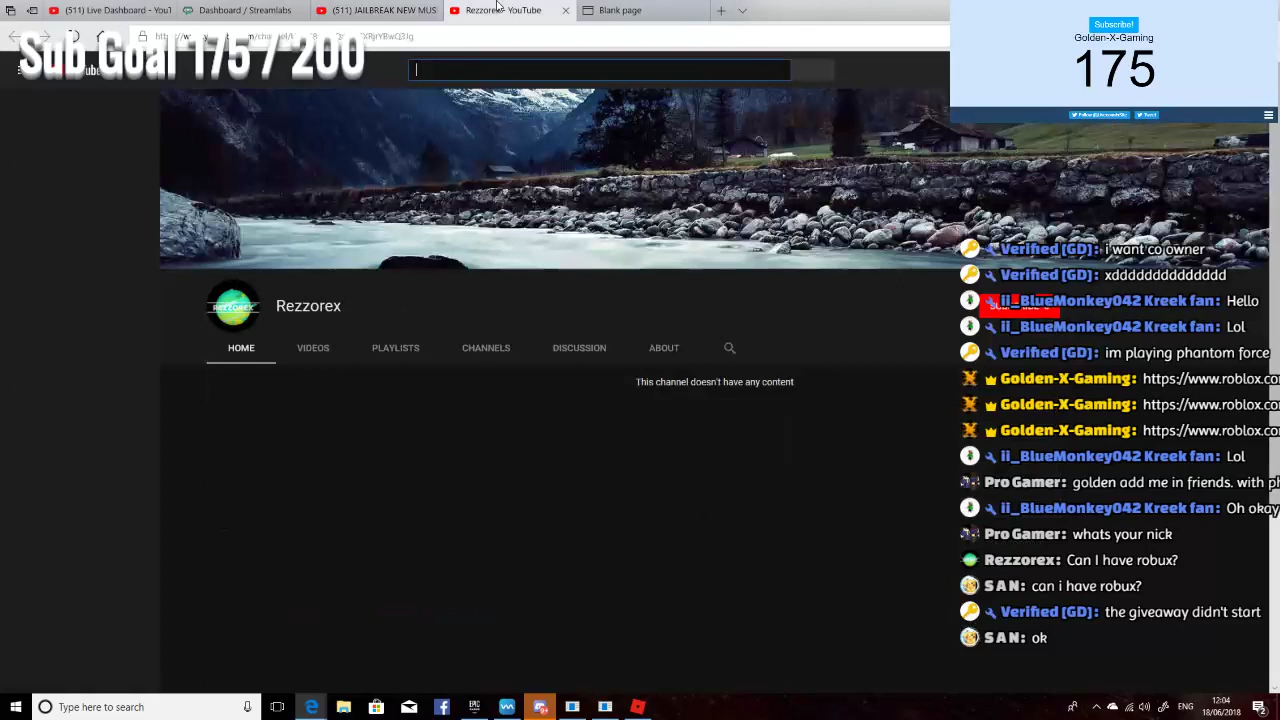 (511) Live Dashboard - You
Dashboard / Streamlabs
(511) JAILBREAK NEW MUS
Rezzorex - YouTube
Blank page
Sub Goal 175 / 200
Subscribe!
Golden-X-Gaming
175
Tweet
Rezzorex
HOME
VIDEOS
PLAYLISTS
CHANNELS
DISCUSSION
ABOUT
This channel doesn't have any content
Verified [GD]: i want co owner
Verified [GD]: xdddddddddddddd
ii_BlueMonkey042 Kreek fan: Hello
ii_BlueMonkey042 Kreek fan: Lol
Verified [GD]: im playing phantom force
Golden-X-Gaming: https://www.roblox.co
Golden-X-Gaming: https://www.roblox.co
Golden-X-Gaming: https://www.roblox.co
ii_BlueMonkey042 Kreek fan: Lol
Pro Gamer: golden add me in friends. with ph
ii_BlueMonkey042 Kreek fan: Oh okay
Pro Gamer: whats your nick
Rezzorex: Can I have robux?
S A N: can i have robux?
Verified [GD]: the giveaway didn't start
S A N: ok
Type here to search
12:04
18/06/2018